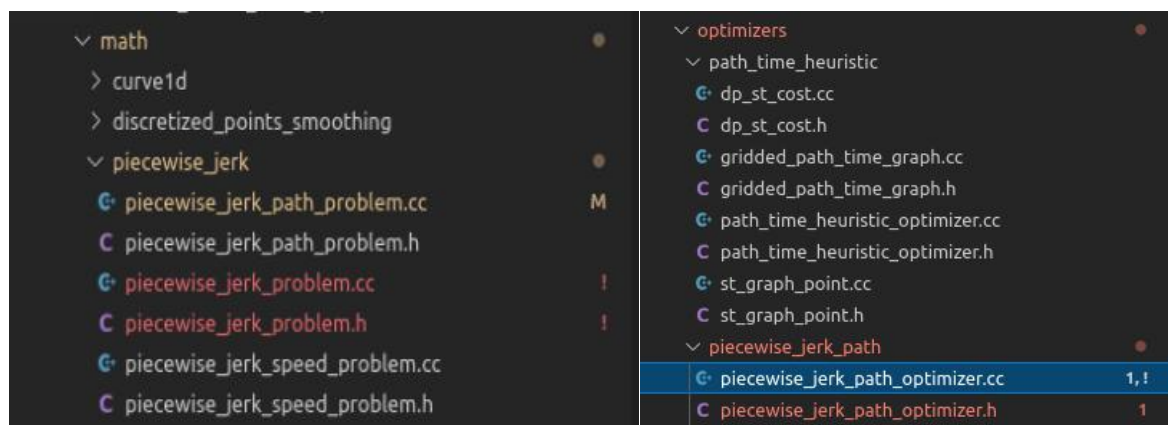 math
curve1d
discretized_points_smoothing
piecewise_jerk
piecewise_jerk_path_problem.cc M
C piecewise_jerk_path_problem.h
piecewise_jerk_problem.cc !
C piecewise_jerk_problem.h !
piecewise_jerk_speed_problem.cc
C piecewise_jerk_speed_problem.h
optimizers
path_time_heuristic
dp_st_cost.cc
C dp_st_cost.h
gridded_path_time_graph.cc
C gridded_path_time_graph.h
path_time_heuristic_optimizer.cc
C path_time_heuristic_optimizer.h
st_graph_point.cc
C st_graph_point.h
piecewise_jerk_path
piecewise_jerk_path_optimizer.cc 1, !
C piecewise_jerk_path_optimizer.h 1